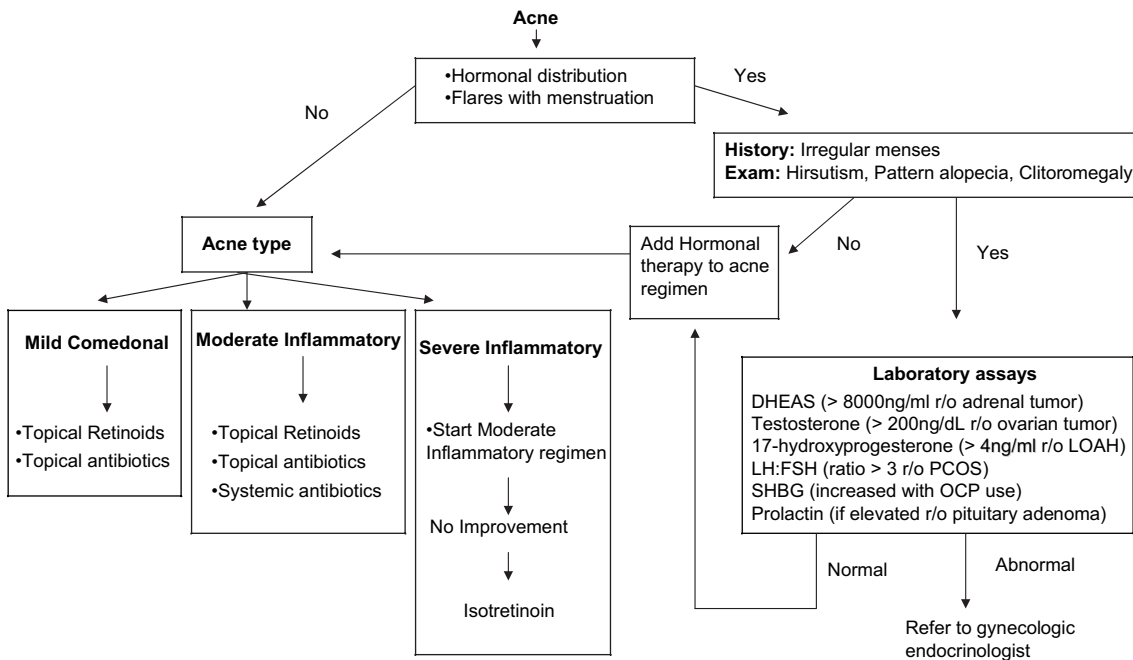 Acne
•Hormonal distribution
•Flares with menstruation
Yes
No
History: Irregular menses
Exam: Hirsutism, Pattern alopecia, Clitoromegaly
Acne type
Add Hormonal
therapy to acne
regimen
No
Yes
Mild Comedonal
•Topical Retinoids
•Topical antibiotics
Moderate Inflammatory
•Topical Retinoids
•Topical antibiotics
•Systemic antibiotics
Severe Inflammatory
•Start Moderate
Inflammatory regimen
No Improvement
Isotretinoin
Laboratory assays
DHEAS (> 8000ng/ml r/o adrenal tumor)
Testosterone (> 200ng/dL r/o ovarian tumor)
17-hydroxyprogesterone (> 4ng/ml r/o LOAH)
LH:FSH (ratio > 3 r/o PCOS)
SHBG (increased with OCP use)
Prolactin (if elevated r/o pituitary adenoma)
Normal
Abnormal
Refer to gynecologic
endocrinologist